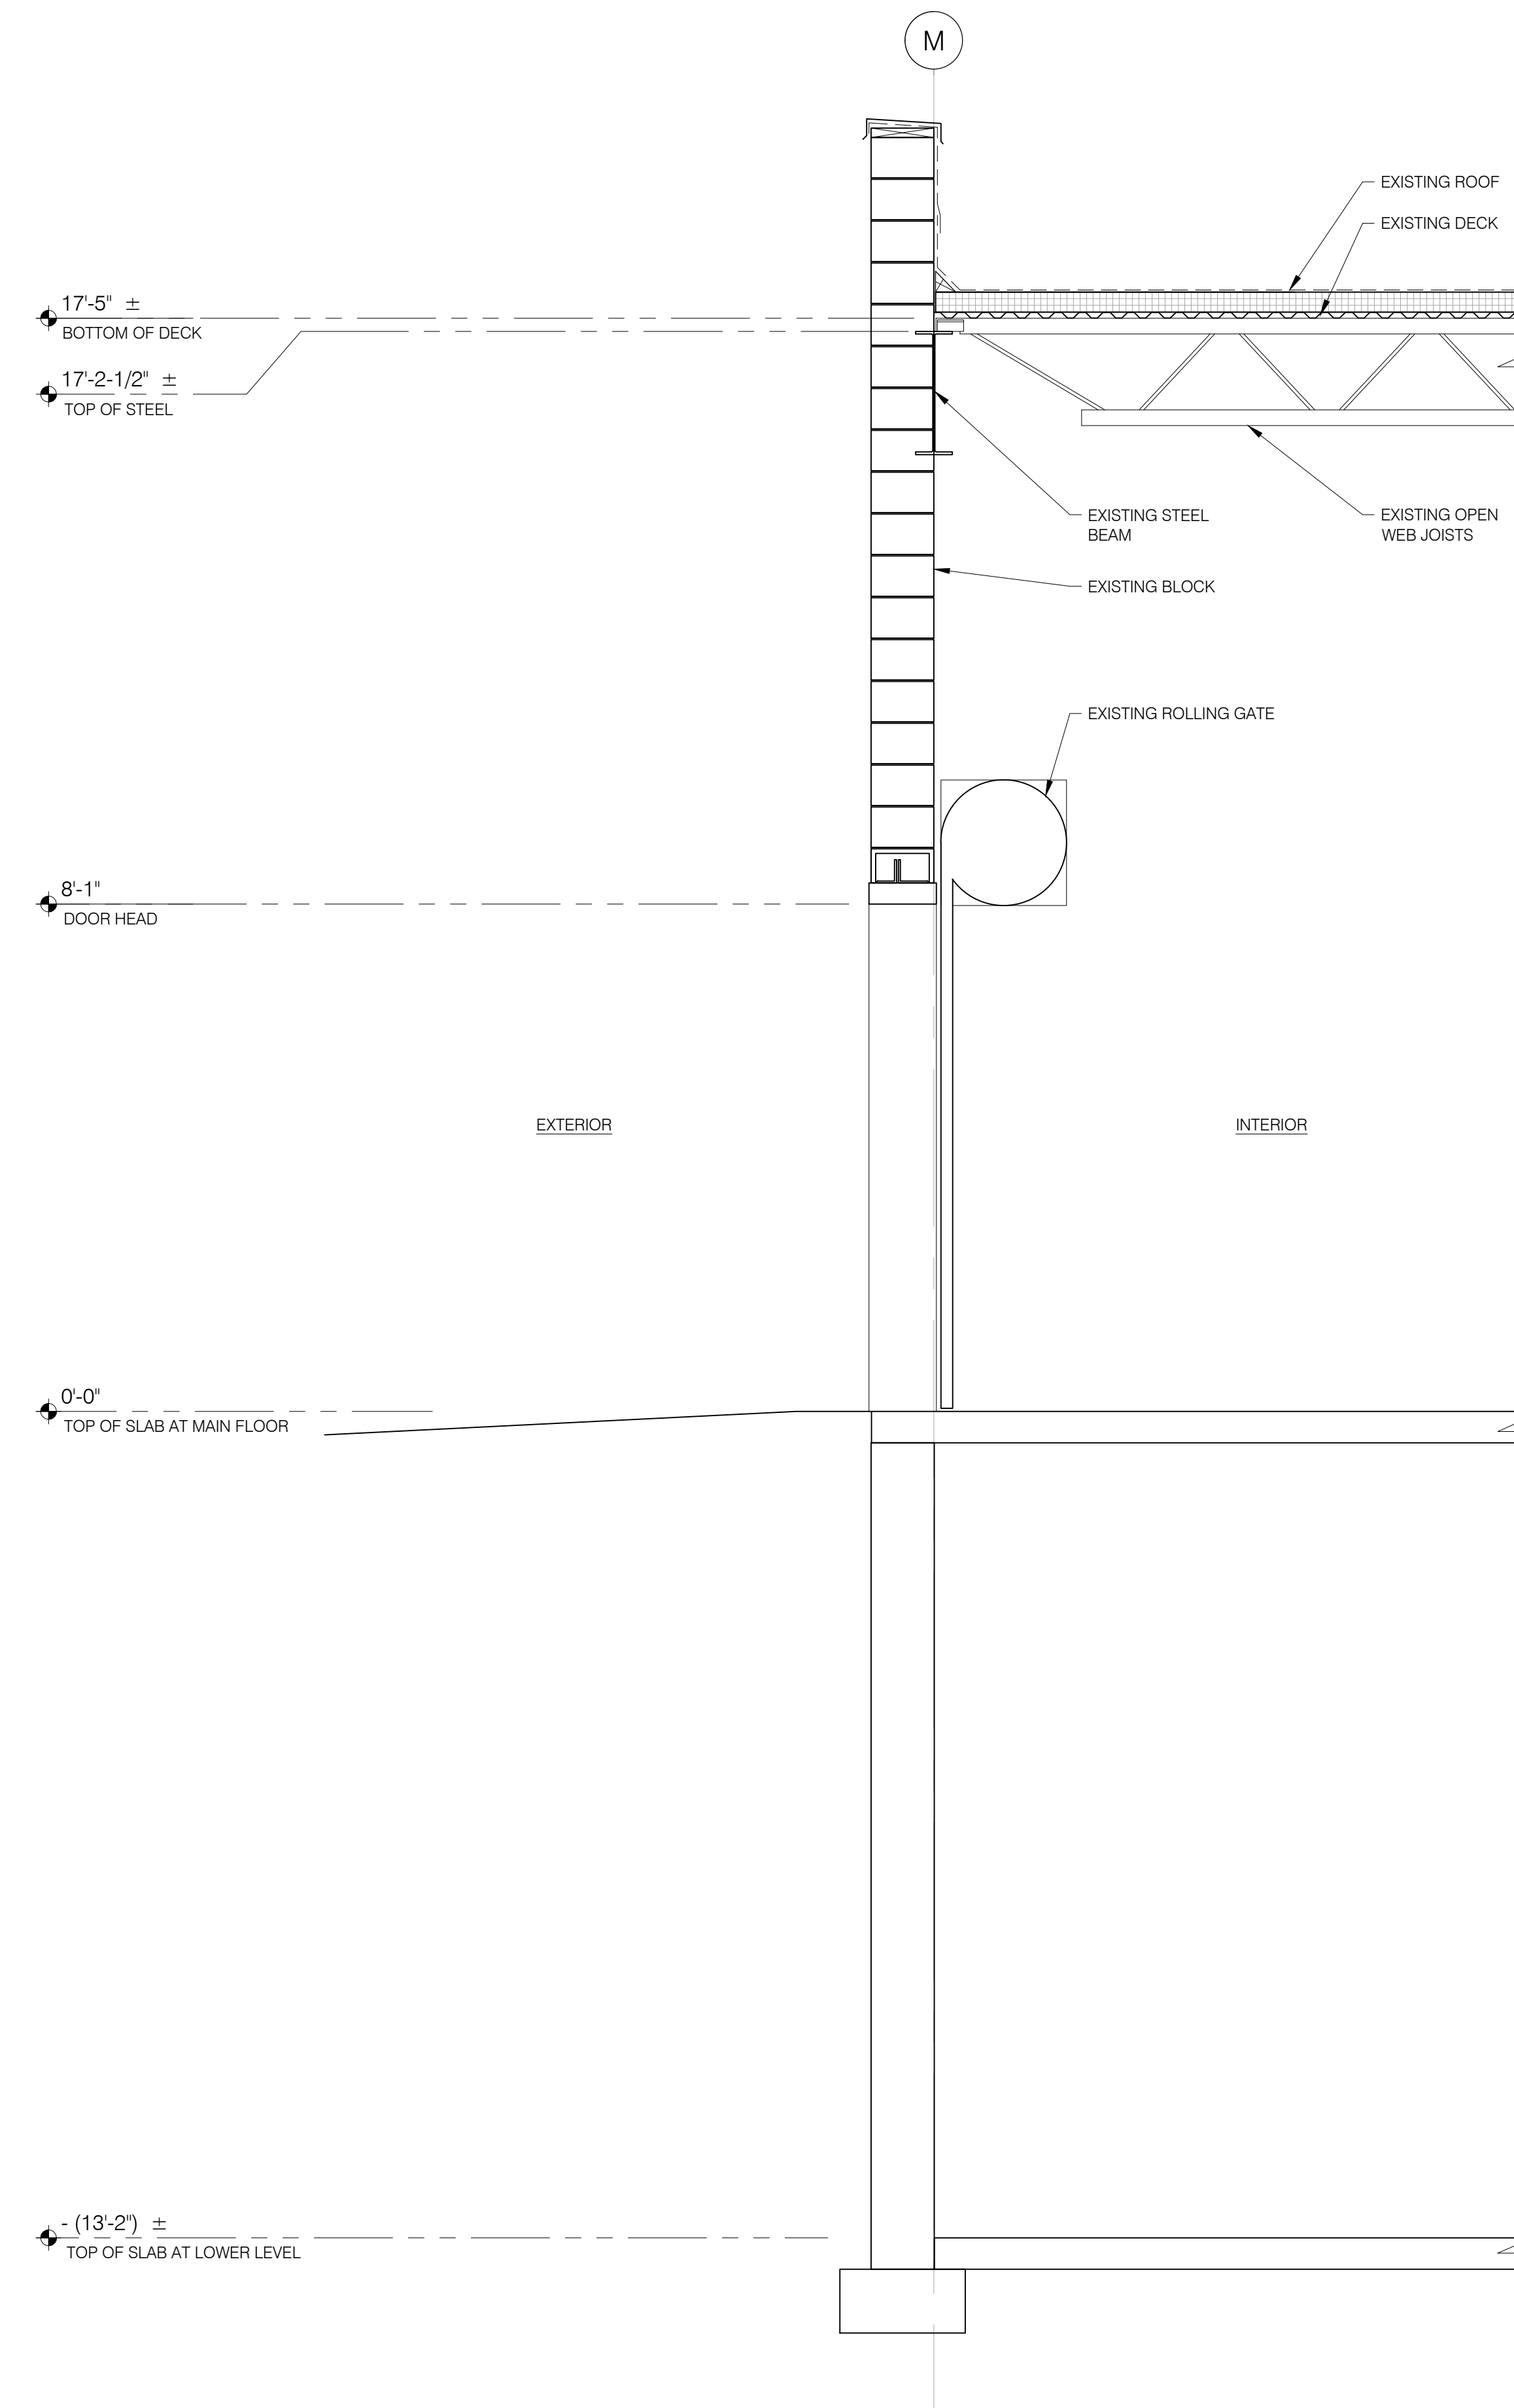 M
EXISTING ROOF
EXISTING DECK
17'-5" ±
BOTTOM OF DECK
17'-2-1/2" ±
TOP OF STEEL
EXISTING STEEL
BEAM
EXISTING OPEN
WEB JOISTS
EXISTING BLOCK
EXISTING ROLLING GATE
8'-1"
DOOR HEAD
EXTERIOR
INTERIOR
0'-0"
TOP OF SLAB AT MAIN FLOOR
- (13'-2") ±
TOP OF SLAB AT LOWER LEVEL